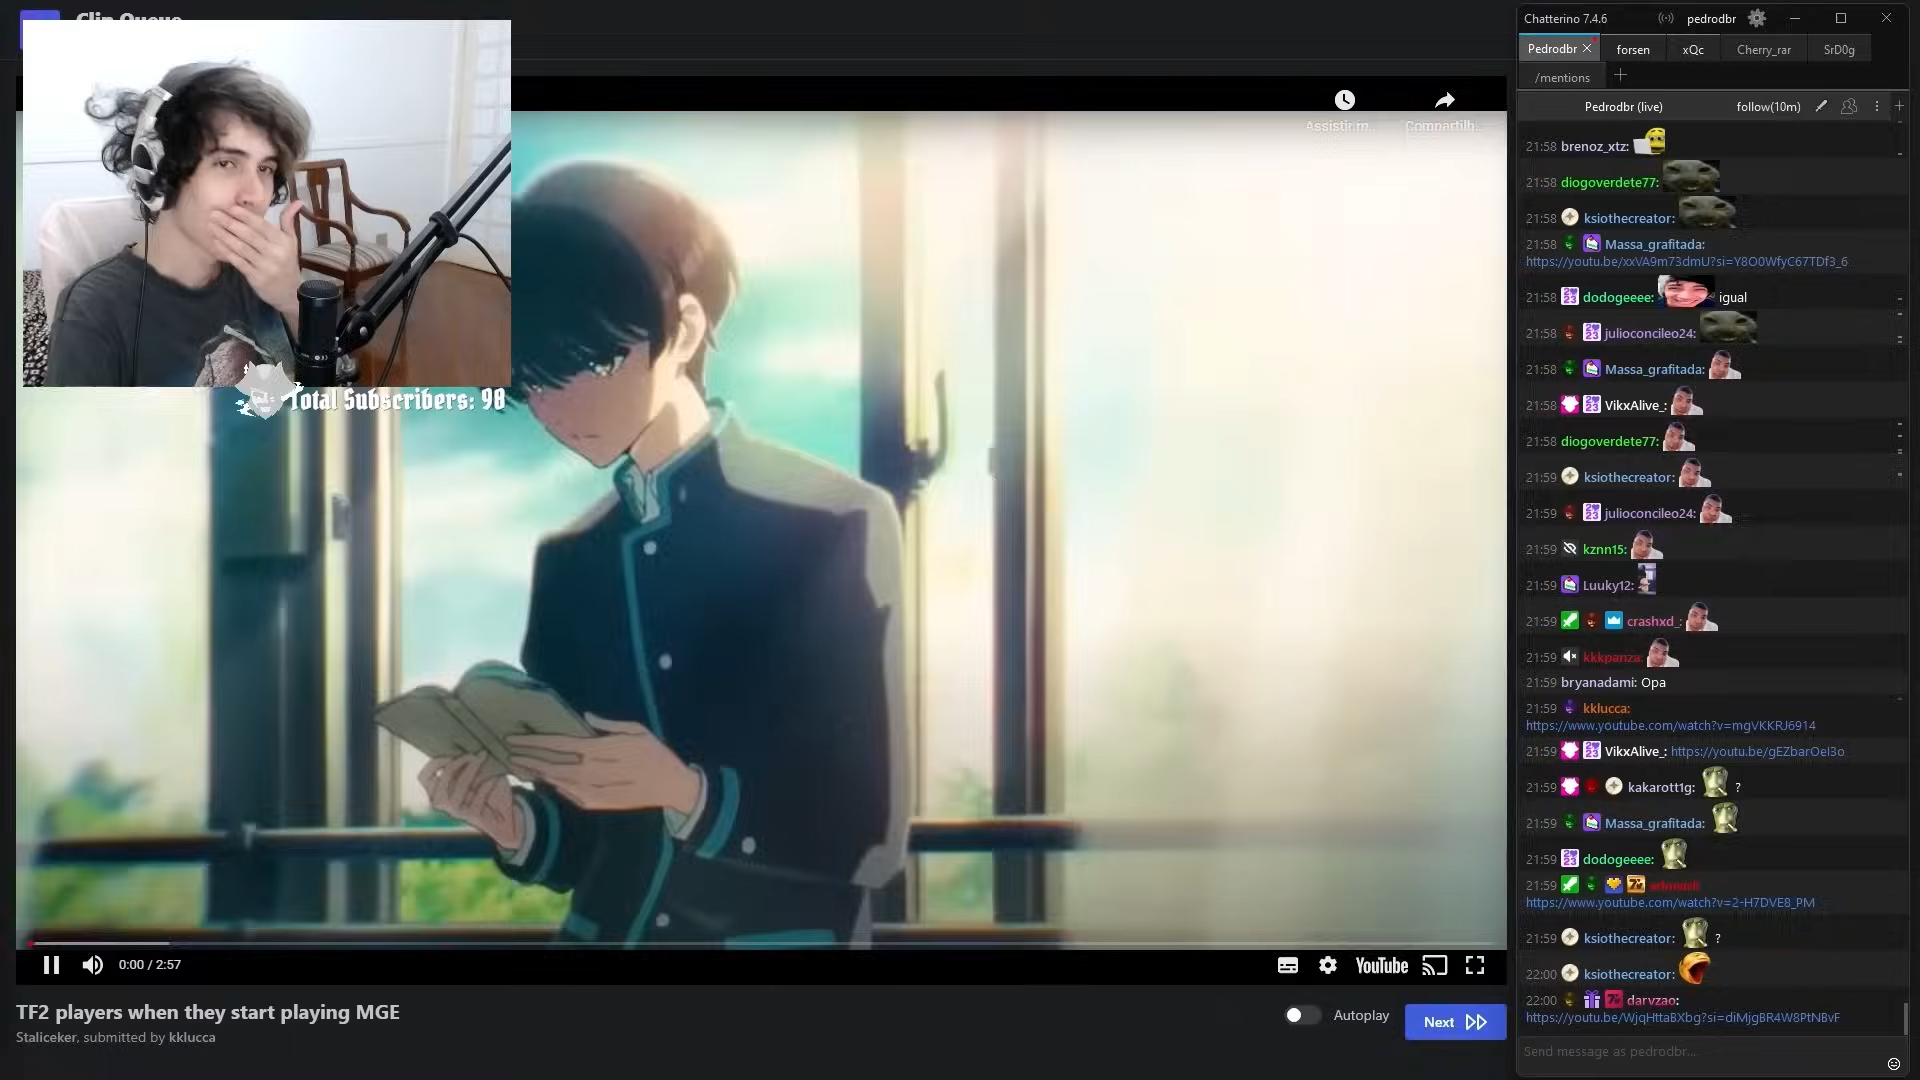 Clip Queue
Total Subscribers: 90
Assistir m...
Compartilh...
0:00 / 2:57
YouTube
TF2 players when they start playing MGE
Staliceker, submitted by kklucca
Autoplay
Next
Chatterino 7.4.6
pedrodbr
Pedrodbr
forsen
xQc
Cherry_rar
SrD0g
/mentions
Pedrodbr (live)
follow(10m)
21:58 brenoz_xtz:
21:58 diogoverdete77:
21:58 ksiothecreator:
21:58 Massa_grafitada:
https://youtu.be/xxVA9m73dmU?si=Y8O0WfyC67TDf3_6
21:58 dodogeeee: igual
21:58 julioconcileo24:
21:58 Massa_grafitada:
21:58 VikxAlive_:
21:58 diogoverdete77:
21:59 ksiothecreator:
21:59 julioconcileo24:
21:59 kznn15:
21:59 Luuky12:
21:59 crashxd_:
21:59 kkkpanza:
21:59 bryanadami: Opa
21:59 kklucca:
https://www.youtube.com/watch?v=mgVKKRJ6914
21:59 VikxAlive_: https://youtu.be/gEZbarOeI3o
21:59 kakarott1g: ?
21:59 Massa_grafitada:
21:59 dodogeeee:
21:59
https://www.youtube.com/watch?v=2-H7DVE8_PM
21:59 ksiothecreator: ?
22:00 ksiothecreator:
22:00 darvzao:
https://youtu.be/WjqHttaBXbg?si=diMjgBR4W8PtNBvF
Send message as pedrodbr...